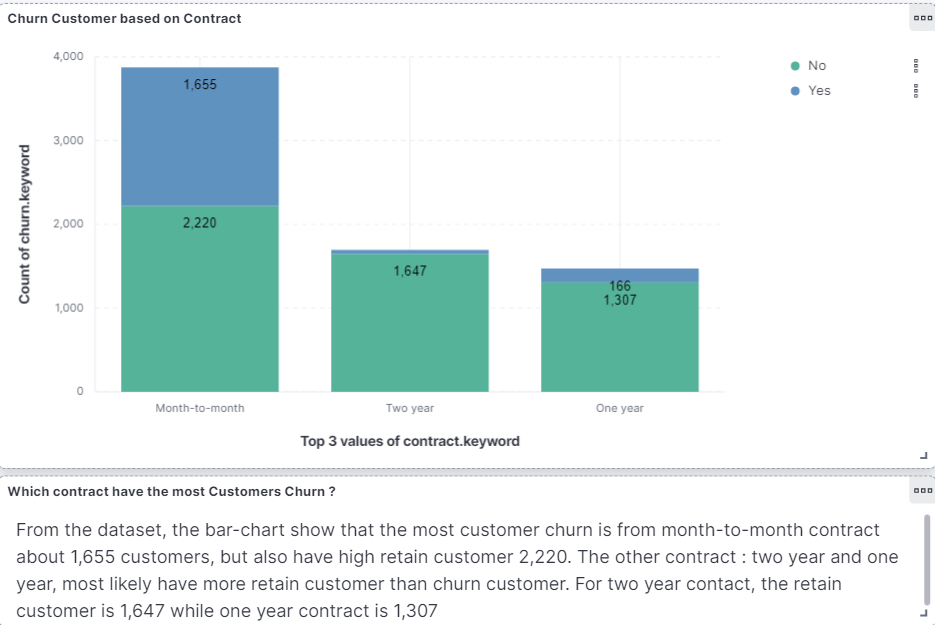 Churn Customer based on Contract
4,000
3,000
2,000
1,000
0
Count of churn.keyword
1,655
2,220
1,647
166
1,307
Month-to-month
Two year
One year
Top 3 values of contract.keyword
No
Yes
Which contract have the most Customers Churn ?
From the dataset, the bar-chart show that the most customer churn is from month-to-month contract
about 1,655 customers, but also have high retain customer 2,220. The other contract : two year and one
year, most likely have more retain customer than churn customer. For two year contact, the retain
customer is 1,647 while one year contract is 1,307